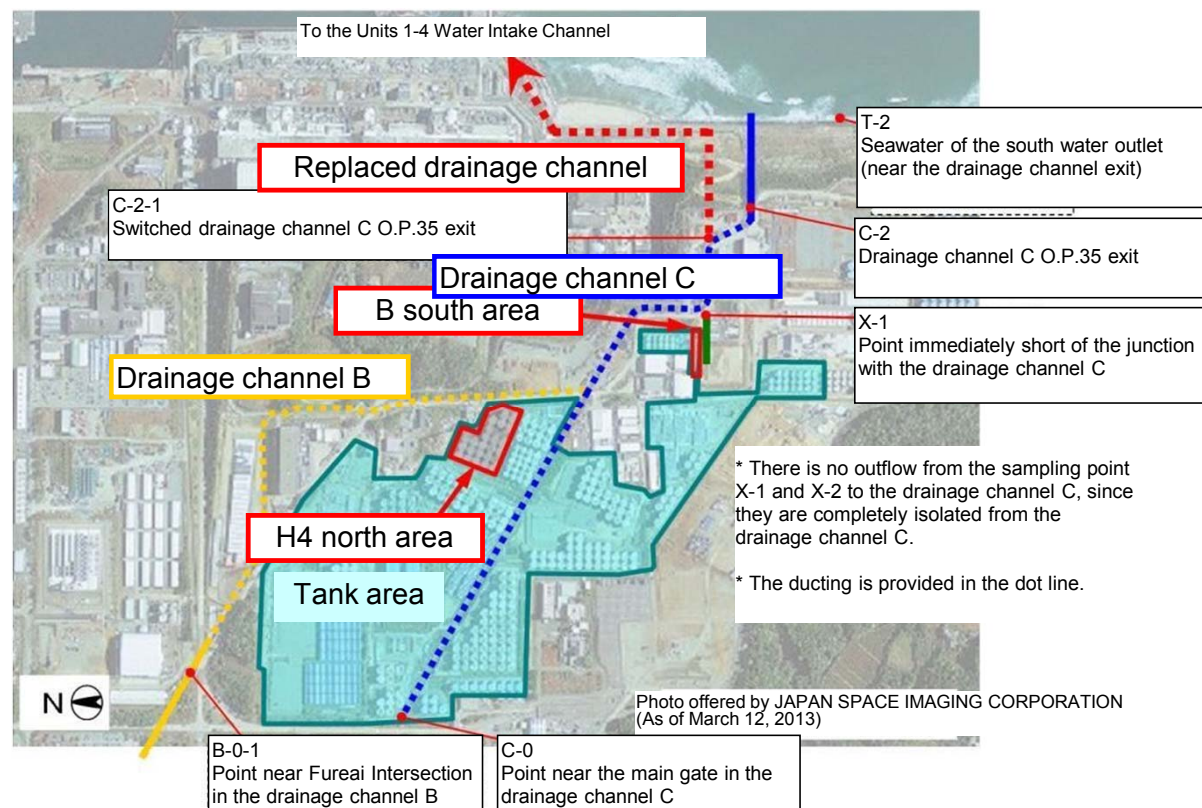 To the Units 1-4 Water Intake Channel
T-2
Seawater of the south water outlet
(near the drainage channel exit)
Replaced drainage channel
C-2-1
Switched drainage channel C O.P.35 exit
C-2
Drainage channel C O.P.35 exit
Drainage channel C
B south area
X-1
Point immediately short of the junction
with the drainage channel C
Drainage channel B
* There is no outflow from the sampling point
X-1 and X-2 to the drainage channel C, since
they are completely isolated from the
drainage channel C.
* The ducting is provided in the dot line.
H4 north area
Tank area
N
Photo offered by JAPAN SPACE IMAGING CORPORATION
(As of March 12, 2013)
B-0-1
Point near Fureai Intersection
in the drainage channel B
C-0
Point near the main gate in the
drainage channel C